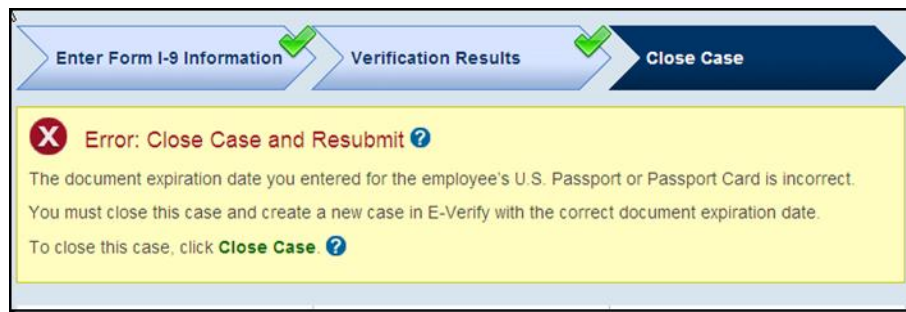 Enter Form I-9 Information
Verification Results
Close Case
Error: Close Case and Resubmit
The document expiration date you entered for the employee's U.S. Passport or Passport Card is incorrect.
You must close this case and create a new case in E-Verify with the correct document expiration date.
To close this case, click Close Case.